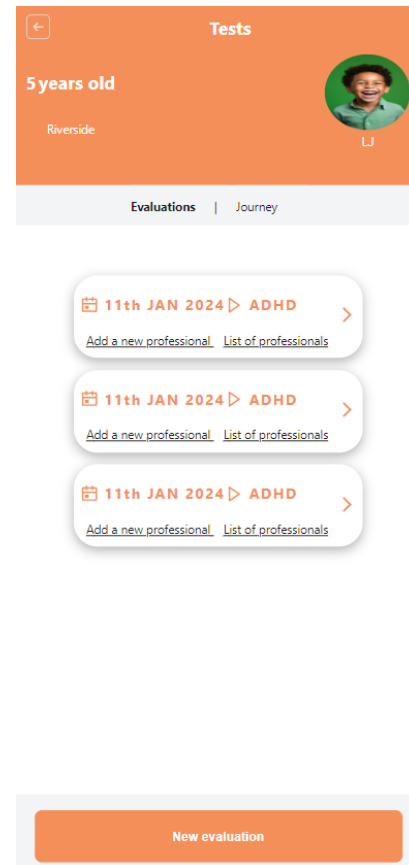 Tests
5 years old
Riverside
LJ
Evaluations | Journey
11th JAN 2024 ADHD
Add a new professional List of professionals
11th JAN 2024 ADHD
Add a new professional List of professionals
11th JAN 2024 ADHD
Add a new professional List of professionals
New evaluation